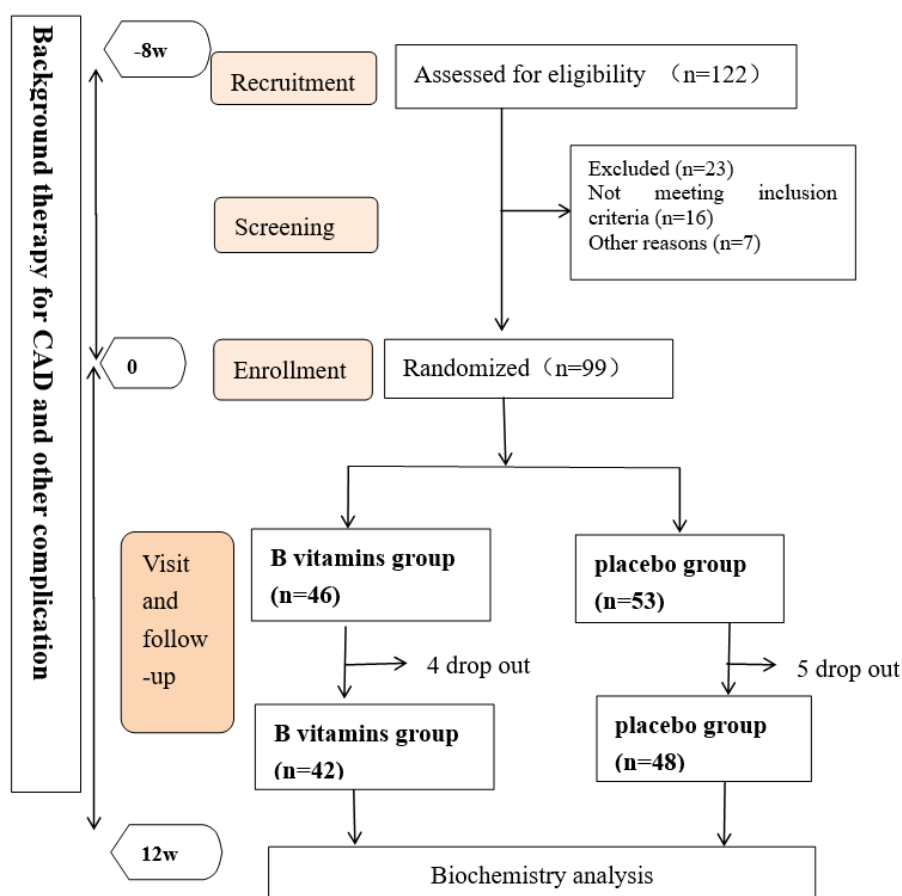 Background therapy for CAD and other complication
-8w
Recruitment
Assessed for eligibility （n=122）
Excluded (n=23)
Not meeting inclusion
criteria (n=16)
Other reasons (n=7)
Screening
0
Enrollment
Randomized（n=99）
Visit
and
follow
-up
B vitamins group
(n=46)
placebo group
(n=53)
4 drop out
5 drop out
B vitamins group
(n=42)
placebo group
(n=48)
12w
Biochemistry analysis